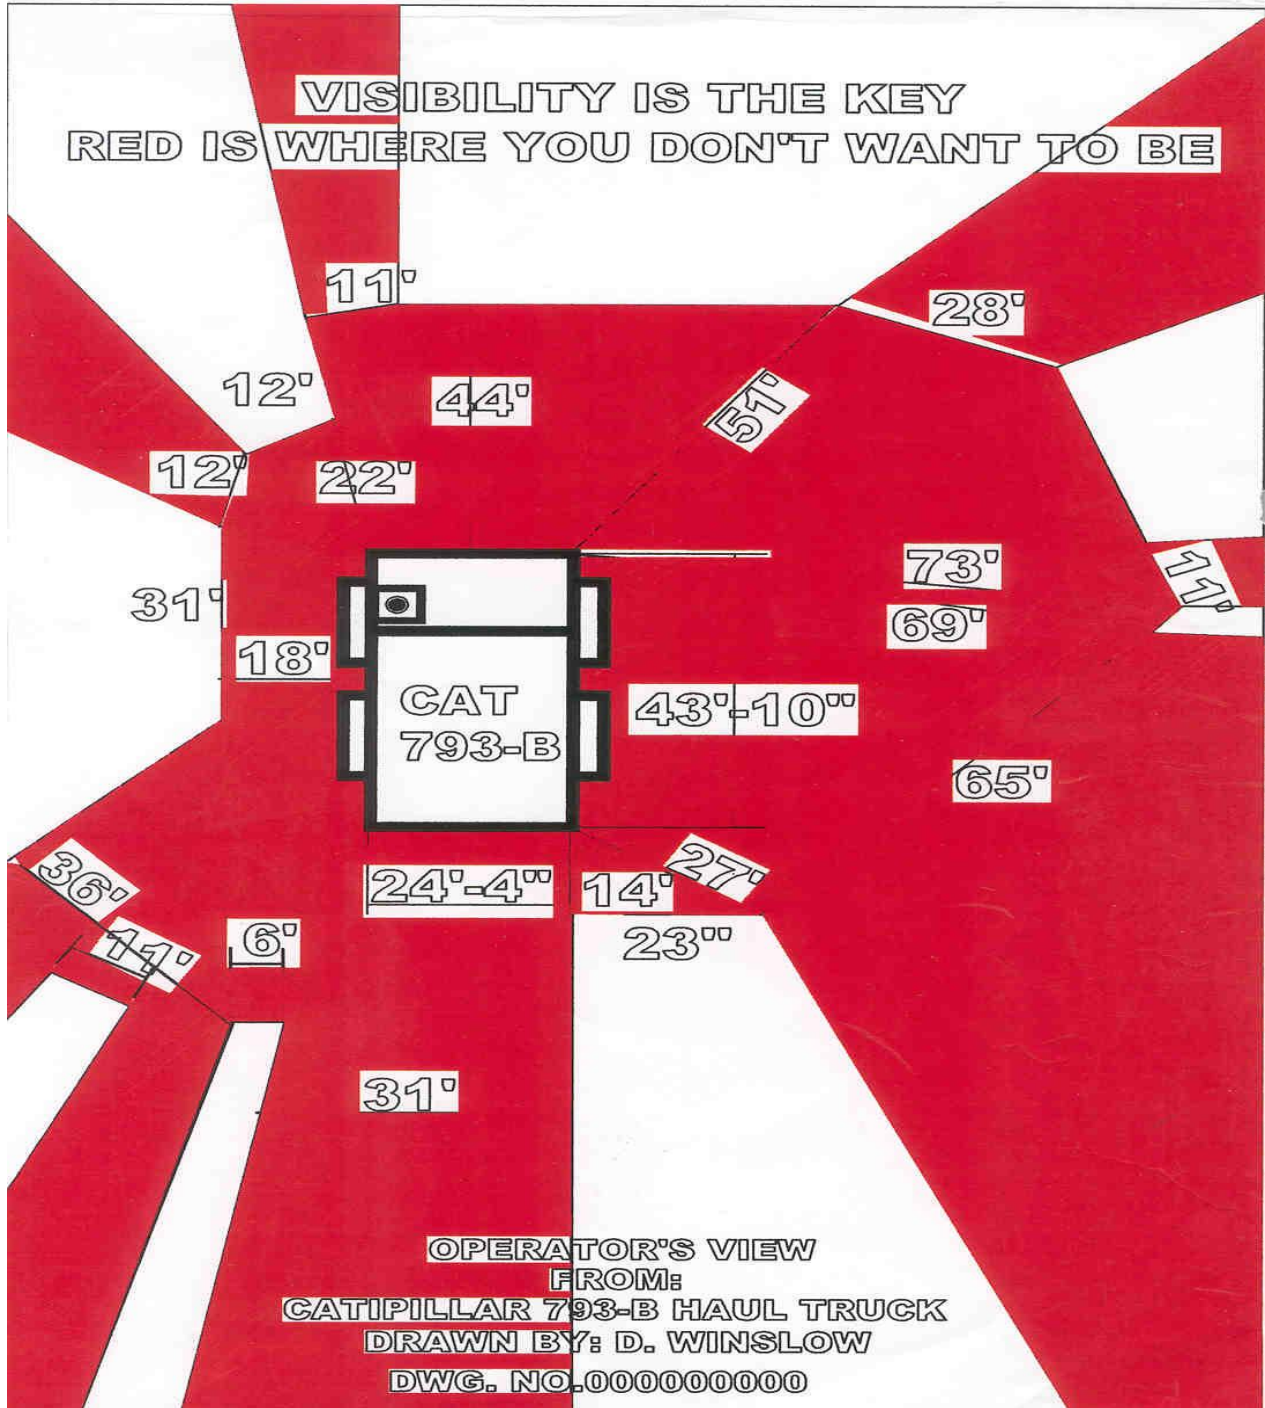 VISIBILITY IS THE KEY
RED IS WHERE YOU DON'T WANT TO BE
11'
28'
12'
44'
51'
12'
22'
73'
11'
31'
69'
18'
CAT
793-B
43'-10"
65'
36'
24'-4"
14'
27'
11'
6'
23"
31'
OPERATOR'S VIEW
FROM:
CATIPILLAR 793-B HAUL TRUCK
DRAWN BY: D. WINSLOW
DWG. NO.000000000